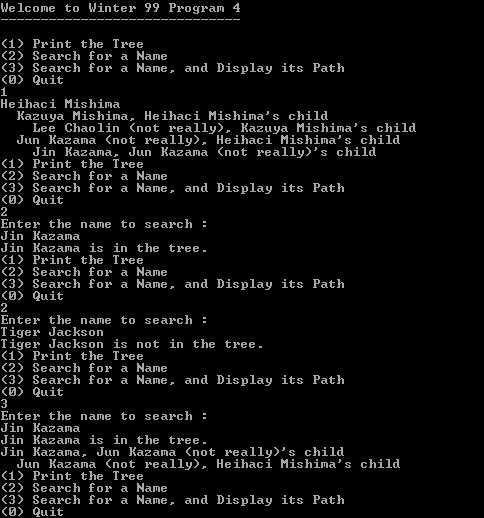 Welcome to Winter 99 Program 4
------------------------------
(1) Print the Tree
(2) Search for a Name
(3) Search for a Name, and Display its Path
(0) Quit
1
Heihaci Mishima
  Kazuya Mishima, Heihaci Mishima's child
    Lee Chaolin (not really), Kazuya Mishima's child
  Jun Kazama (not really), Heihaci Mishima's child
    Jin Kazama, Jun Kazama (not really)'s child
(1) Print the Tree
(2) Search for a Name
(3) Search for a Name, and Display its Path
(0) Quit
2
Enter the name to search :
Jin Kazama
Jin Kazama is in the tree.
(1) Print the Tree
(2) Search for a Name
(3) Search for a Name, and Display its Path
(0) Quit
2
Enter the name to search :
Tiger Jackson
Tiger Jackson is not in the tree.
(1) Print the Tree
(2) Search for a Name
(3) Search for a Name, and Display its Path
(0) Quit
3
Enter the name to search :
Jin Kazama
Jin Kazama is in the tree.
Jin Kazama, Jun Kazama (not really)'s child
  Jun Kazama (not really), Heihaci Mishima's child
(1) Print the Tree
(2) Search for a Name
(3) Search for a Name, and Display its Path
(0) Quit